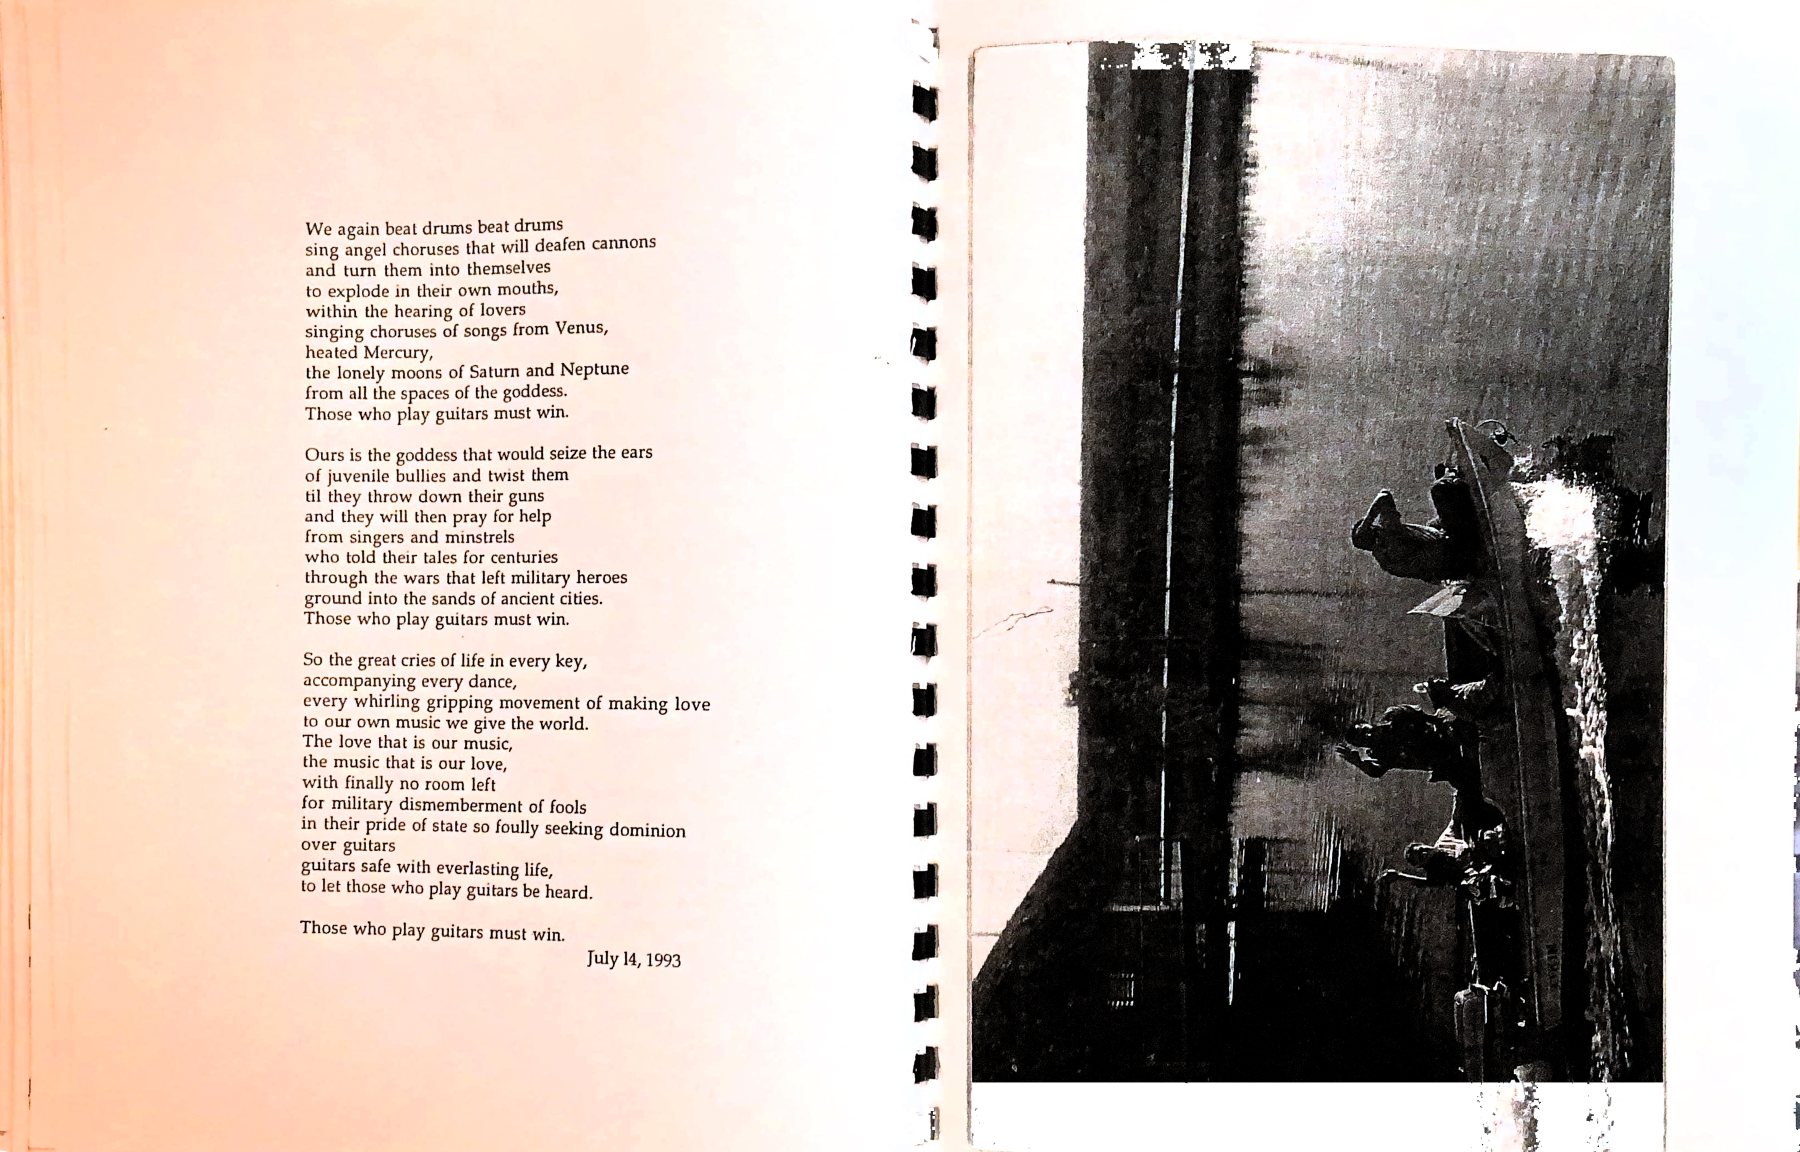 We again beat drums beat drums
sing angel choruses that will deafen cannons
and turn them into themselves
to explode in their own mouths,
within the hearing of lovers
singing choruses of songs from Venus,
heated Mercury,
the lonely moons of Saturn and Neptune
from all the spaces of the goddess.
Those who play guitars must win.
Ours is the goddess that would seize the ears
of juvenile bullies and twist them
til they throw down their guns
and they will then pray for help
from singers and minstrels
who told their tales for centuries
through the wars that left military heroes
ground into the sands of ancient cities.
Those who play guitars must win.
So the great cries of life in every key,
accompanying every dance,
every whirling gripping movement of making love
to our own music we give the world.
The love that is our music,
the music that is our love,
with finally no room left
for military dismemberment of fools
in their pride of state so foully seeking dominion
over guitars
guitars safe with everlasting life,
to let those who play guitars be heard.
Those who play guitars must win.
July 14, 1993